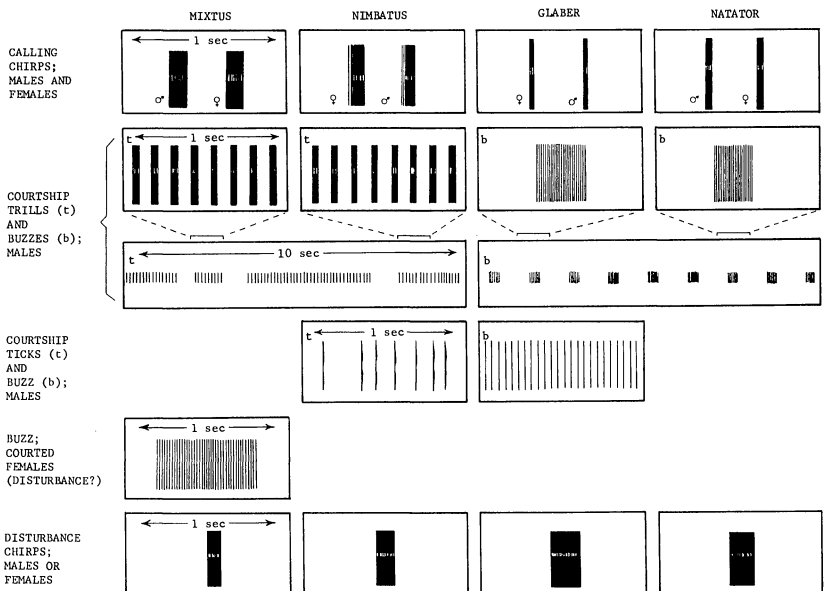 MIXTUS NIMBATUS GLABER NATATOR
CALLING
CHIRPS;
MALES AND
FEMALES
1 sec
♂ ♀ ♀ ♂ ♀ ♂ ♂ ♀
COURTSHIP
TRILLS (t)
AND
BUZZES (b);
MALES
t 1 sec t b b
t 10 sec b
COURTSHIP
TICKS (t)
AND
BUZZ (b);
MALES
t 1 sec b
BUZZ;
COURTED
FEMALES
(DISTURBANCE?)
1 sec
DISTURBANCE
CHIRPS;
MALES OR
FEMALES
1 sec